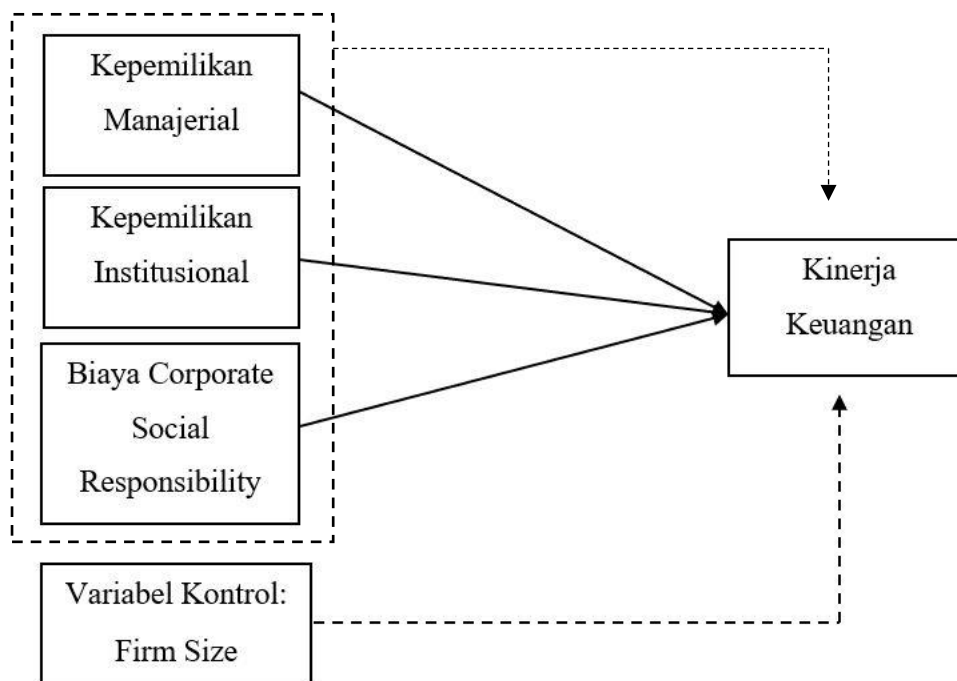 Kepemilikan
Manajerial
Kepemilikan
Institusional
Biaya Corporate
Social
Responsibility
Variabel Kontrol:
Firm Size
Kinerja
Keuangan